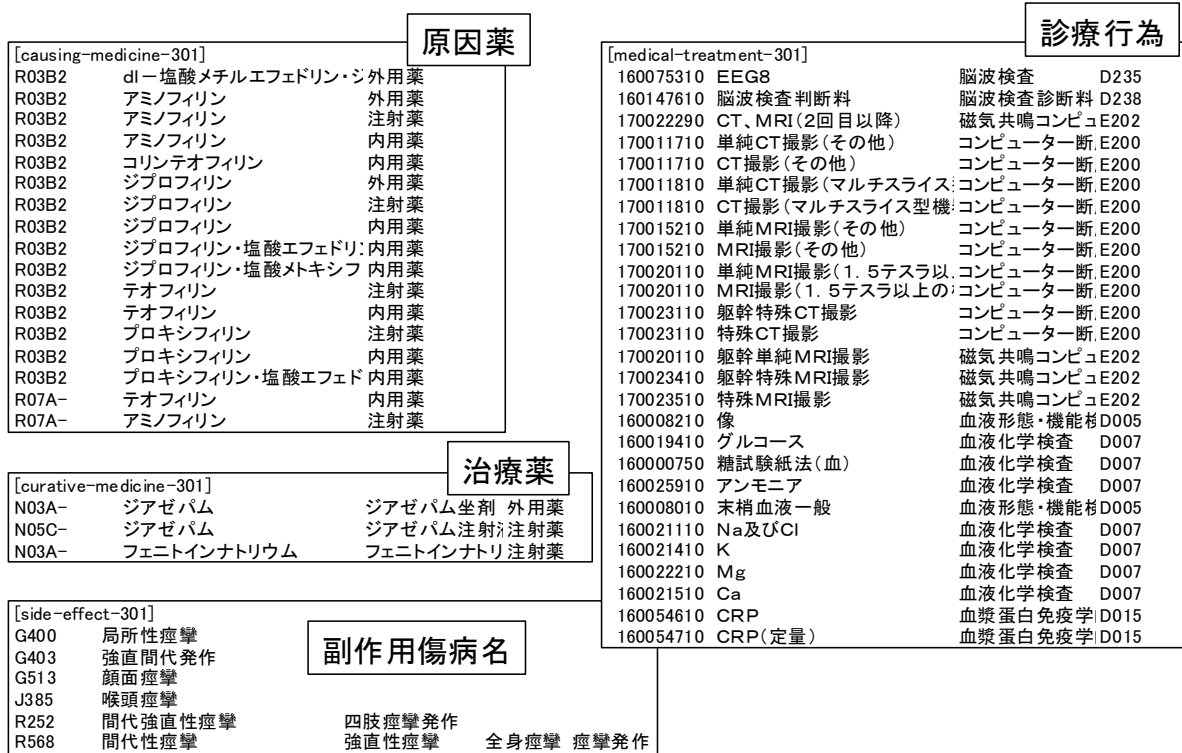 原因薬
[causing-medicine-301]
R03B2 dl－塩酸メチルエフェドリン・ジ 外用薬
R03B2 アミノフィリン 外用薬
R03B2 アミノフィリン 注射薬
R03B2 アミノフィリン 内用薬
R03B2 コリンテオフィリン 内用薬
R03B2 ジプロフィリン 外用薬
R03B2 ジプロフィリン 注射薬
R03B2 ジプロフィリン 内用薬
R03B2 ジプロフィリン・塩酸エフェドリ 内用薬
R03B2 ジプロフィリン・塩酸メトキシフ 内用薬
R03B2 テオフィリン 注射薬
R03B2 テオフィリン 内用薬
R03B2 プロキシフィリン 注射薬
R03B2 プロキシフィリン 内用薬
R03B2 プロキシフィリン・塩酸エフェド 内用薬
R07A- テオフィリン 内用薬
R07A- アミノフィリン 注射薬
治療薬
[curative-medicine-301]
N03A- ジアゼパム ジアゼパム坐剤 外用薬
N05C- ジアゼパム ジアゼパム注射 注射薬
N03A- フェニトインナトリウム フェニトインナトリ 注射薬
副作用傷病名
[side-effect-301]
G400 局所性痙攣
G403 強直間代発作
G513 顔面痙攣
J385 喉頭痙攣
R252 間代強直性痙攣 四肢痙攣発作
R568 間代性痙攣 強直性痙攣 全身痙攣 痙攣発作
診療行為
[medical-treatment-301]
160075310 EEG8 脳波検査 D235
160147610 脳波検査判断料 脳波検査診断料 D238
170022290 CT、MRI（2回目以降） 磁気共鳴コンピュ E202
170011710 単純CT撮影（その他） コンピューター断 E200
170011710 CT撮影（その他） コンピューター断 E200
170011810 単純CT撮影（マルチスライス コンピューター断 E200
170011810 CT撮影（マルチスライス型機 コンピューター断 E200
170015210 単純MRI撮影（その他） コンピューター断 E200
170015210 MRI撮影（その他） コンピューター断 E200
170020110 単純MRI撮影（1．5テスラ以 コンピューター断 E200
170020110 MRI撮影（1．5テスラ以上の コンピューター断 E200
170023110 躯幹特殊CT撮影 コンピューター断 E200
170023110 特殊CT撮影 コンピューター断 E200
170020110 躯幹単純MRI撮影 磁気共鳴コンピュ E202
170023410 躯幹特殊MRI撮影 磁気共鳴コンピュ E202
170023510 特殊MRI撮影 磁気共鳴コンピュ E202
160008210 像 血液形態・機能検 D005
160019410 グルコース 血液化学検査 D007
160000750 糖試験紙法（血） 血液化学検査 D007
160025910 アンモニア 血液化学検査 D007
160008010 末梢血液一般 血液形態・機能検 D005
160021110 Na及びCl 血液化学検査 D007
160021410 K 血液化学検査 D007
160022210 Mg 血液化学検査 D007
160021510 Ca 血液化学検査 D007
160054610 CRP 血漿蛋白免疫学 D015
160054710 CRP（定量） 血漿蛋白免疫学 D015